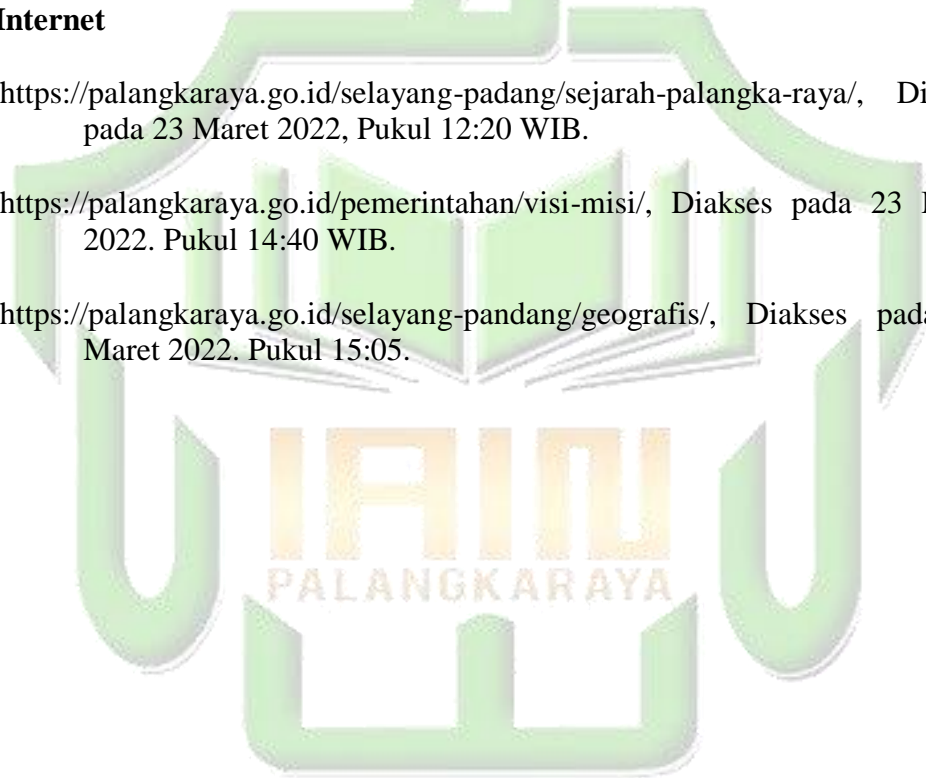 Internet
https://palangkaraya.go.id/selayang-padang/sejarah-palangka-raya/,
pada 23 Maret 2022, Pukul 12:20 WIB.
https://palangkaraya.go.id/pemerintahan/visi-misi/, Diakses pada 23
2022. Pukul 14:40 WIB.
https://palangkaraya.go.id/selayang-pandang/geografis/, Diakses
Maret 2022. Pukul 15:05.
IAIN
PALANGKARAYA